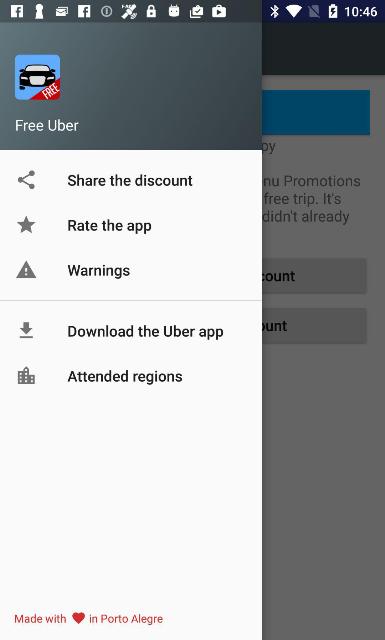 10:46
FREE
Free Uber
Share the discount
Rate the app
Warnings
Download the Uber app
Attended regions
Made with ❤ in Porto Alegre
py
nu Promotions
free trip. It's
didn't already
count
unt